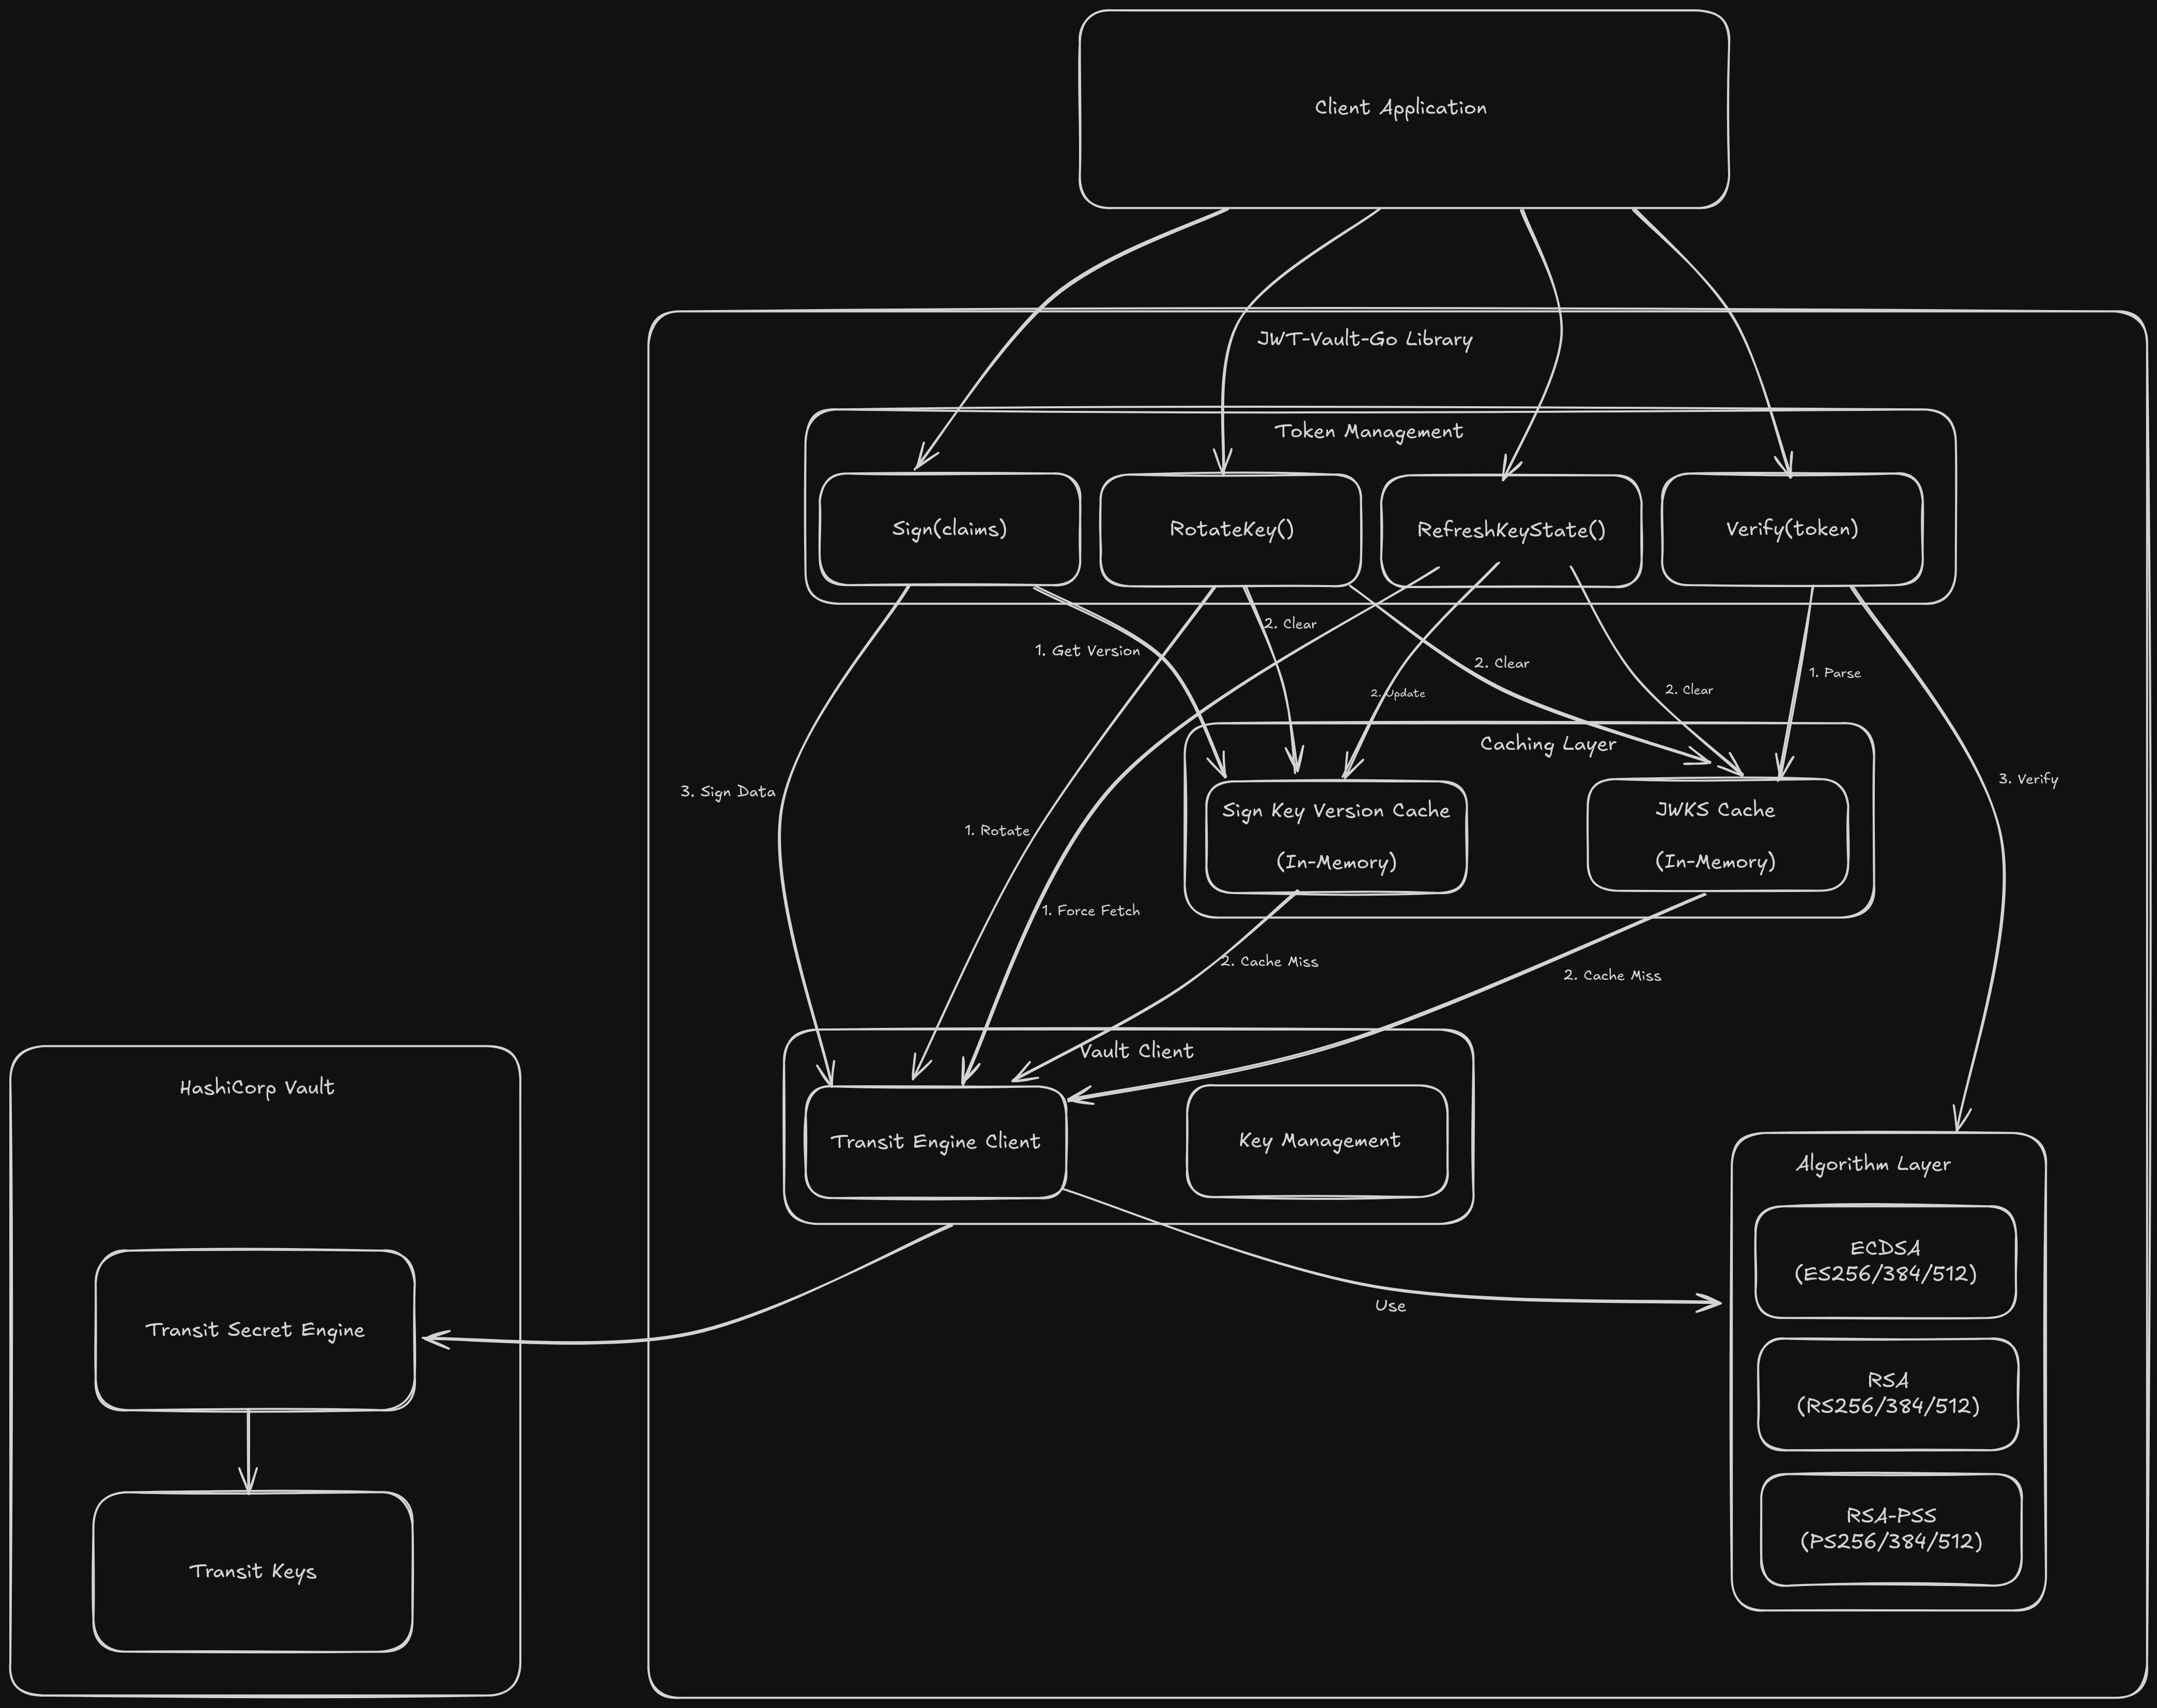 Client Application
JWT-Vault-Go Library
Token Management
Sign(claims)
RotateKey()
RefreshKeyState()
Verify(token)
2. Clear
1. Get Version
2. Clear
1. Parse
2. Clear
2. Update
Caching Layer
3. Verify
3. Sign Data
Sign Key Version Cache
(In-Memory)
JWKS Cache
(In-Memory)
1. Rotate
1. Force Fetch
2. Cache Miss
2. Cache Miss
Vault Client
HashiCorp Vault
Transit Engine Client
Key Management
Algorithm Layer
ECDSA
(ES256/384/512)
Use
Transit Secret Engine
RSA
(RS256/384/512)
RSA-PSS
(PS256/384/512)
Transit Keys